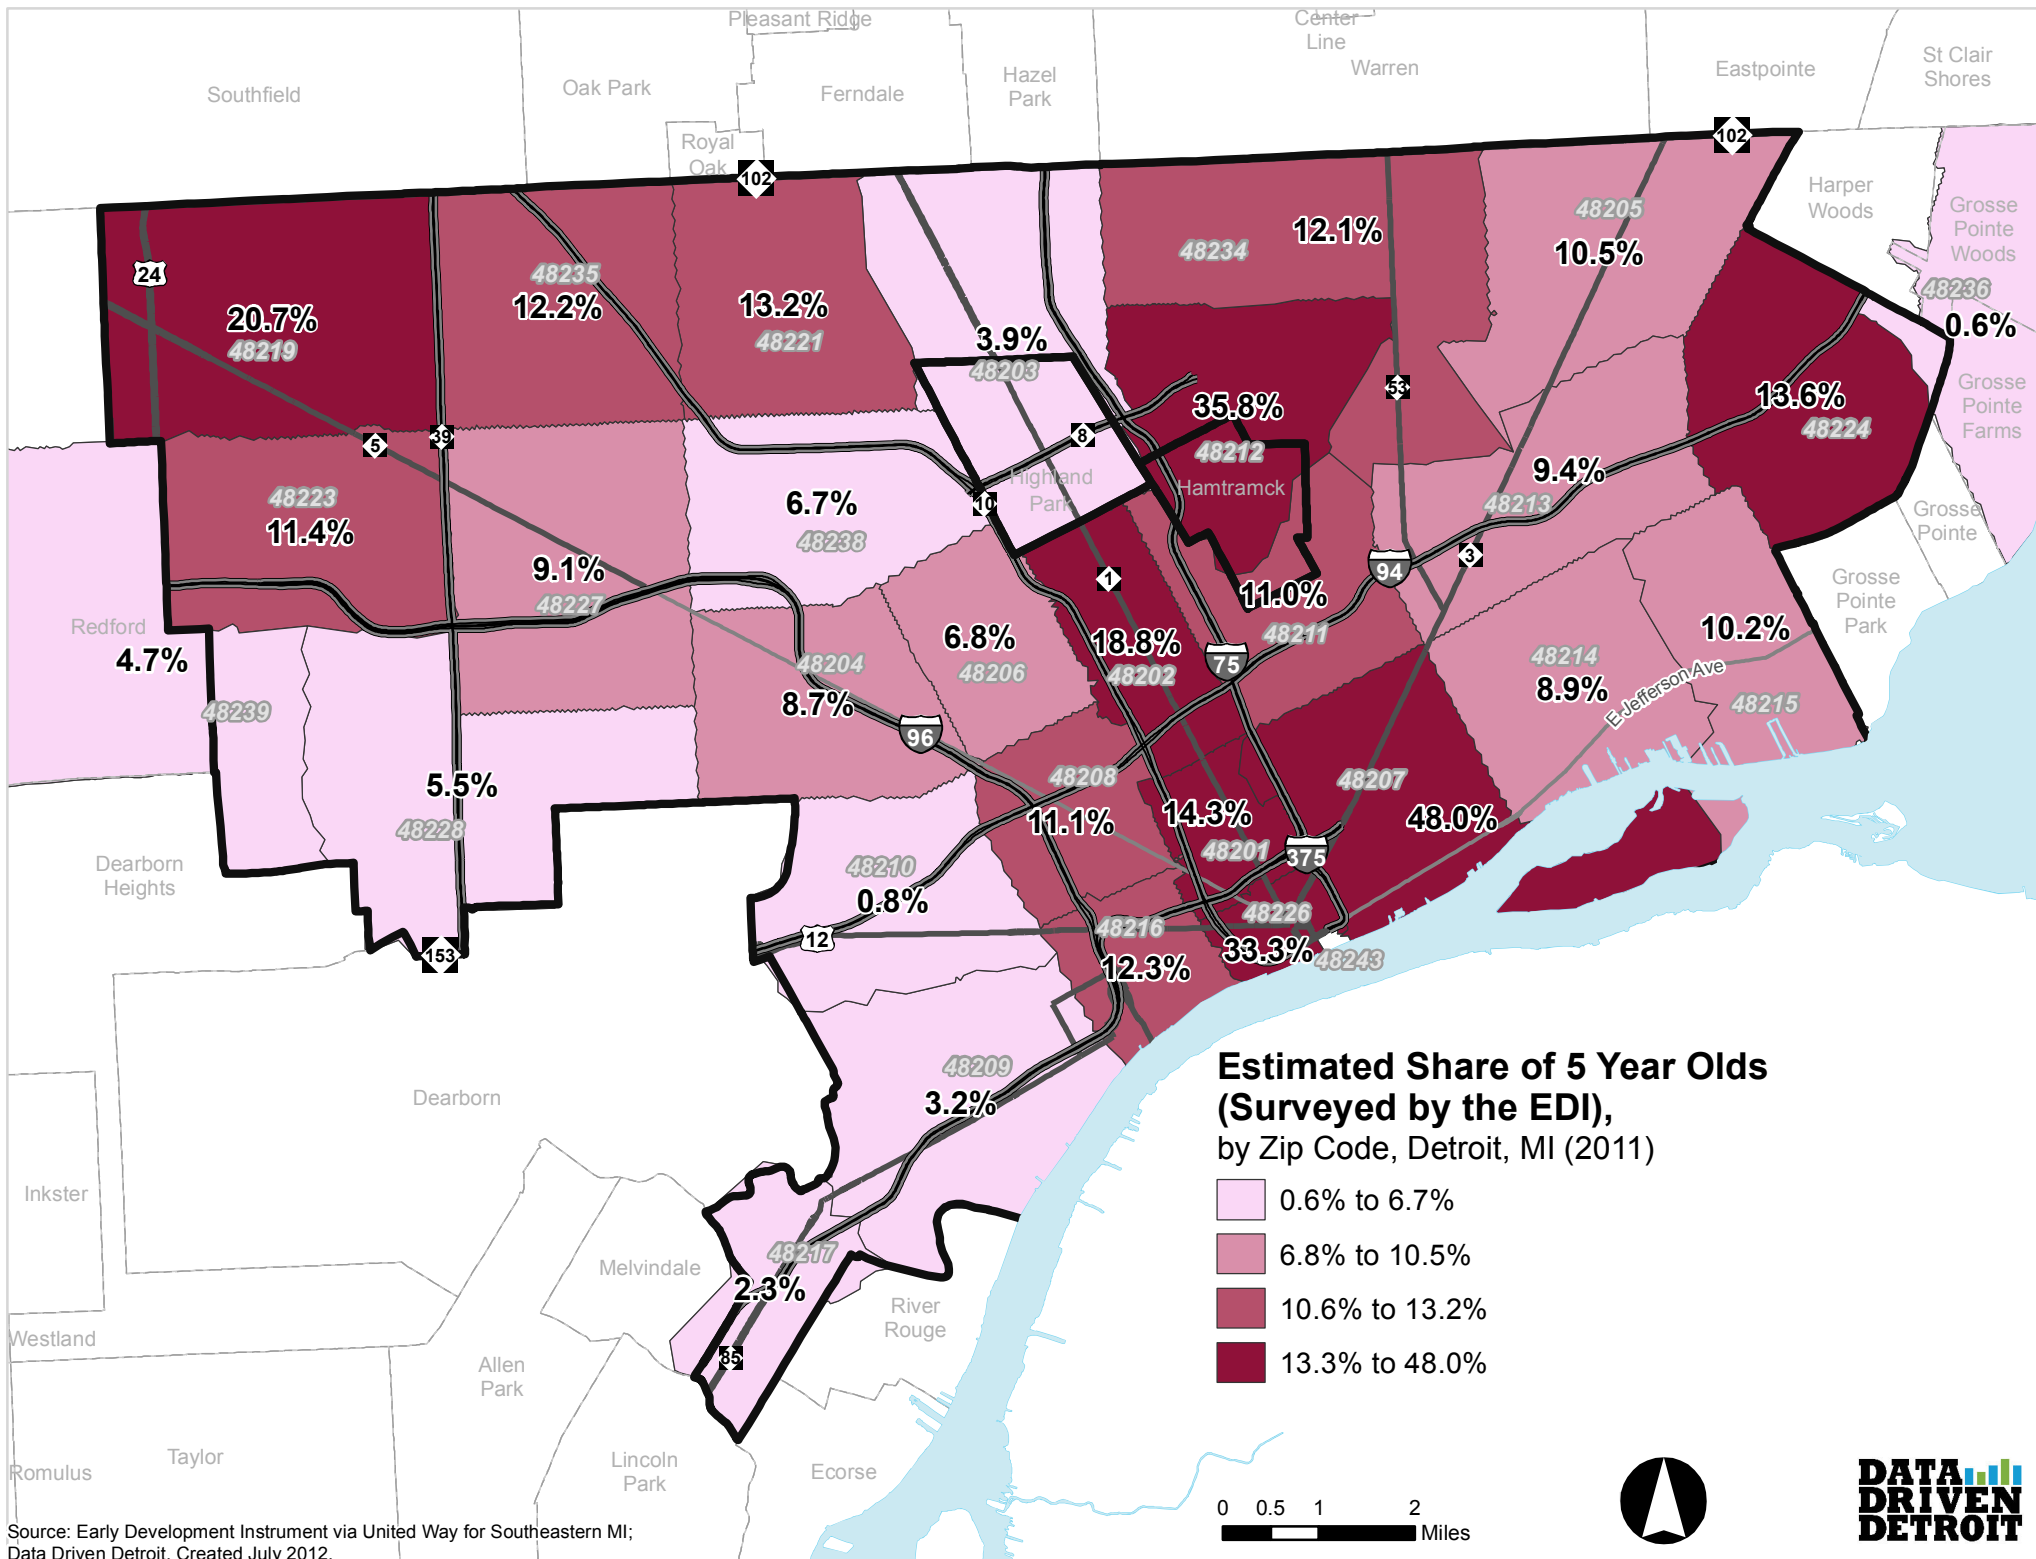 Pleasant Ridge
Center
Line
Southfield
Oak Park
Ferndale
Hazel
Park
Warren
Eastpointe
St Clair
Shores
Royal
Oak
102
102
Harper
Woods
Grosse
Pointe
Woods
24
48235
12.2%
13.2%
48221
48234
12.1%
48205
10.5%
48236
0.6%
20.7%
48219
3.9%
48203
53
35.8%
48212
Hamtramck
13.6%
48224
Grosse
Pointe
Farms
5
39
8
Highland
Park
10
9.4%
48213
Grosse
Pointe
48223
11.4%
6.7%
48238
9.1%
48227
1
3
94
11.0%
48211
Grosse
Pointe
Park
Redford
4.7%
48239
6.8%
48206
18.8%
48202
75
48204
8.7%
96
48214
8.9%
10.2%
48215
E Jefferson Ave
5.5%
48228
48208
11.1%
14.3%
48201
48207
48.0%
375
Dearborn
Heights
48210
0.8%
12
153
48216
12.3%
48226
33.3%
48243
48209
3.2%
Dearborn
Inkster
Melvindale
48217
2.3%
85
River
Rouge
Westland
Allen
Park
Taylor
Romulus
Lincoln
Park
Ecorse
Estimated Share of 5 Year Olds
(Surveyed by the EDI),
by Zip Code, Detroit, MI (2011)
0.6% to 6.7%
6.8% to 10.5%
10.6% to 13.2%
13.3% to 48.0%
0 0.5 1 2
Miles
DATA
DRIVEN
DETROIT
Source: Early Development Instrument via United Way for Southeastern MI;
Data Driven Detroit. Created July 2012.